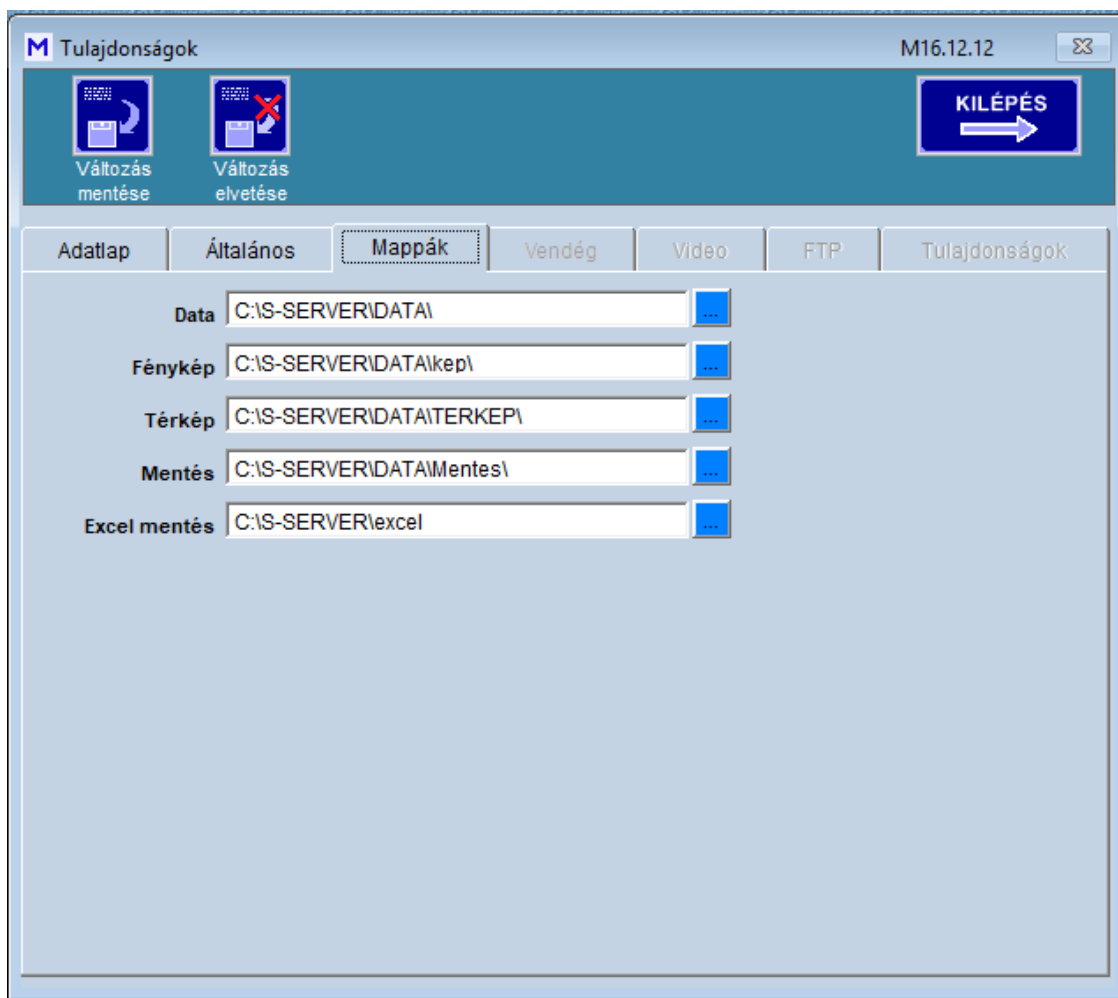 M Tulajdonságok M16.12.12
KILÉPÉS
Változás mentése
Változás elvetése
Adatlap Általános Mappák Vendég Video FTP Tulajdonságok
Data C:\S-SERVER\DATA\ ...
Fénykép C:\S-SERVER\DATA\kep\ ...
Térkép C:\S-SERVER\DATA\TERKEP\ ...
Mentés C:\S-SERVER\DATA\Mentes\ ...
Excel mentés C:\S-SERVER\excel ...